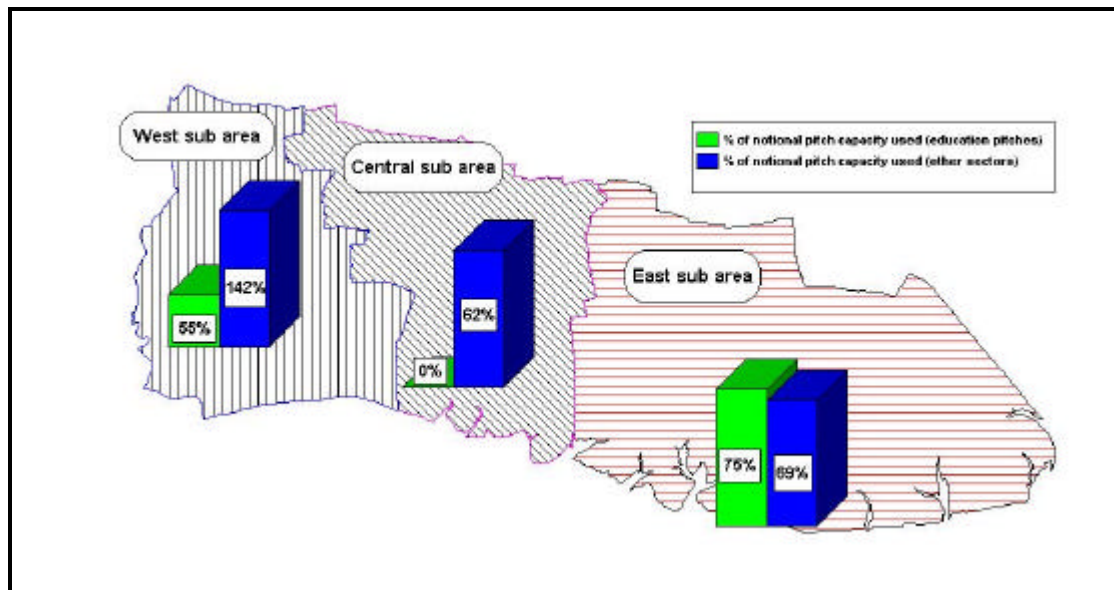 West sub area
Central sub area
% of notional pitch capacity used (education pitches)
% of notional pitch capacity used (other sectors)
East sub area
142%
55%
62%
0%
75%
69%